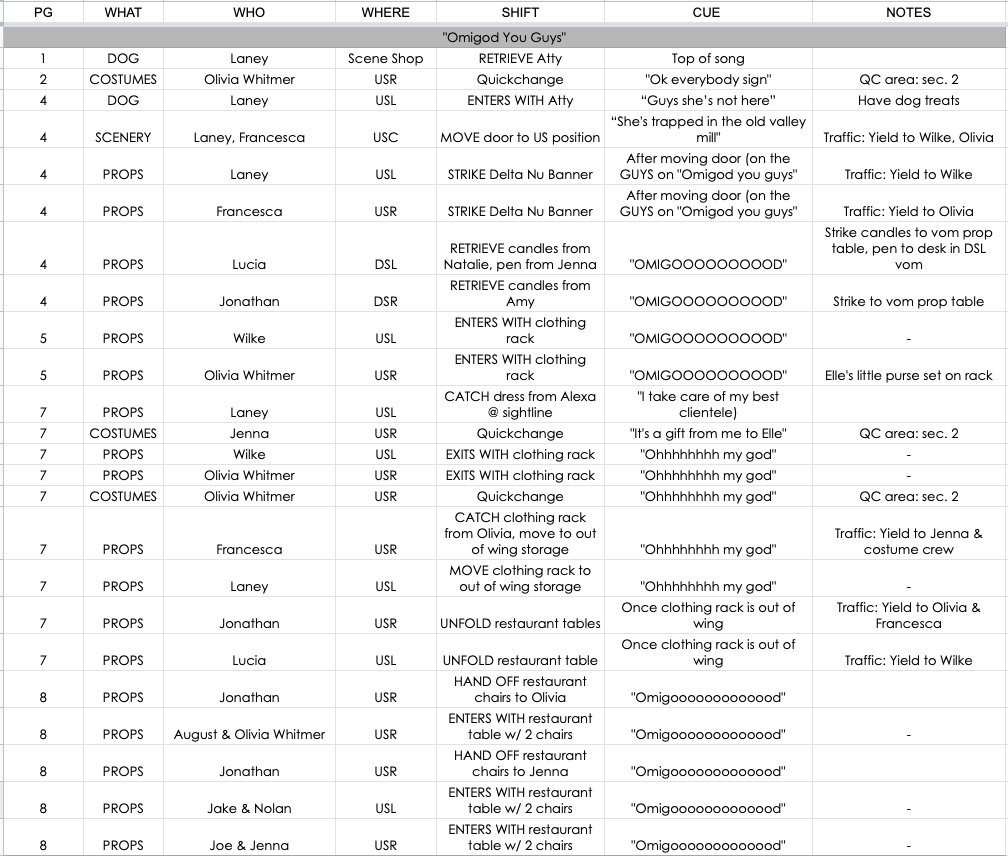 PG WHAT WHO WHERE SHIFT CUE NOTES
"Omigod You Guys"
1 DOG Laney Scene Shop RETRIEVE Atty Top of song
2 COSTUMES Olivia Whitmer USR Quickchange "Ok everybody sign" QC area: sec. 2
4 DOG Laney USL ENTERS WITH Atty “Guys she’s not here” Have dog treats
“She's trapped in the old valley
4 SCENERY Laney, Francesca USC MOVE door to US position mill" Traffic: Yield to Wilke, Olivia
After moving door (on the
4 PROPS Laney USL STRIKE Delta Nu Banner GUYS on "Omigod you guys" Traffic: Yield to Wilke
After moving door (on the
4 PROPS Francesca USR STRIKE Delta Nu Banner GUYS on "Omigod you guys" Traffic: Yield to Olivia
Strike candles to vom prop
RETRIEVE candles from table, pen to desk in DSL
4 PROPS Lucia DSL Natalie, pen from Jenna "OMIGOOOOOOOOOD" vom
RETRIEVE candles from
4 PROPS Jonathan DSR Amy "OMIGOOOOOOOOOD" Strike to vom prop table
ENTERS WITH clothing
5 PROPS Wilke USL rack "OMIGOOOOOOOOOD" -
ENTERS WITH clothing
5 PROPS Olivia Whitmer USR rack "OMIGOOOOOOOOOD" Elle's little purse set on rack
CATCH dress from Alexa "I take care of my best
7 PROPS Laney USL @ sightline clientele)
7 COSTUMES Jenna USR Quickchange "It's a gift from me to Elle" QC area: sec. 2
7 PROPS Wilke USL EXITS WITH clothing rack "Ohhhhhhhh my god" -
7 PROPS Olivia Whitmer USR EXITS WITH clothing rack "Ohhhhhhhh my god" -
7 COSTUMES Olivia Whitmer USR Quickchange "Ohhhhhhhh my god" QC area: sec. 2
CATCH clothing rack
from Olivia, move to out Traffic: Yield to Jenna &
7 PROPS Francesca USR of wing storage "Ohhhhhhhh my god" costume crew
MOVE clothing rack to
7 PROPS Laney USL out of wing storage "Ohhhhhhhh my god" -
Once clothing rack is out of Traffic: Yield to Olivia &
7 PROPS Jonathan USR UNFOLD restaurant tables wing Francesca
Once clothing rack is out of
7 PROPS Lucia USL UNFOLD restaurant table wing Traffic: Yield to Wilke
HAND OFF restaurant
8 PROPS Jonathan USR chairs to Olivia "Omigooooooooooood"
ENTERS WITH restaurant
8 PROPS August & Olivia Whitmer USR table w/ 2 chairs "Omigooooooooooood" -
HAND OFF restaurant
8 PROPS Jonathan USR chairs to Jenna "Omigooooooooooood"
ENTERS WITH restaurant
8 PROPS Jake & Nolan USL table w/ 2 chairs "Omigooooooooooood" -
ENTERS WITH restaurant
8 PROPS Joe & Jenna USR table w/ 2 chairs "Omigooooooooooood" -